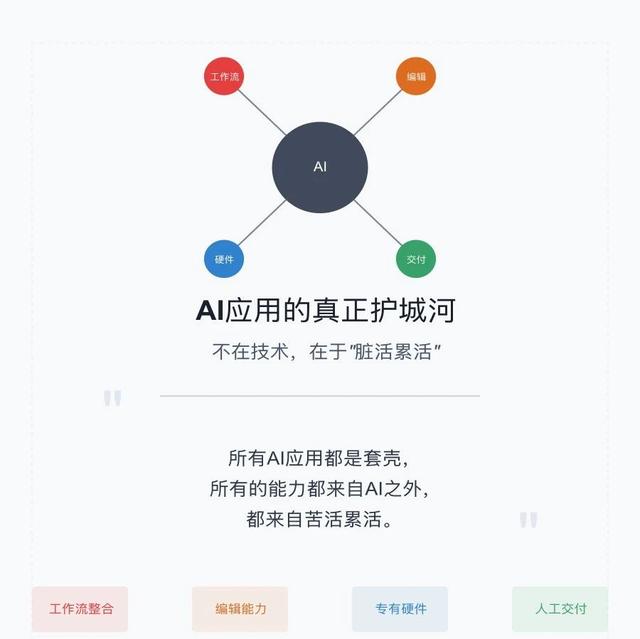 工作流
编辑
AI
硬件
交付
AI应用的真正护城河
不在技术，在于"脏活累活"
"
所有AI应用都是套壳，
所有的能力都来自AI之外，
都来自苦活累活。
"
工作流整合
编辑能力
专有硬件
人工交付